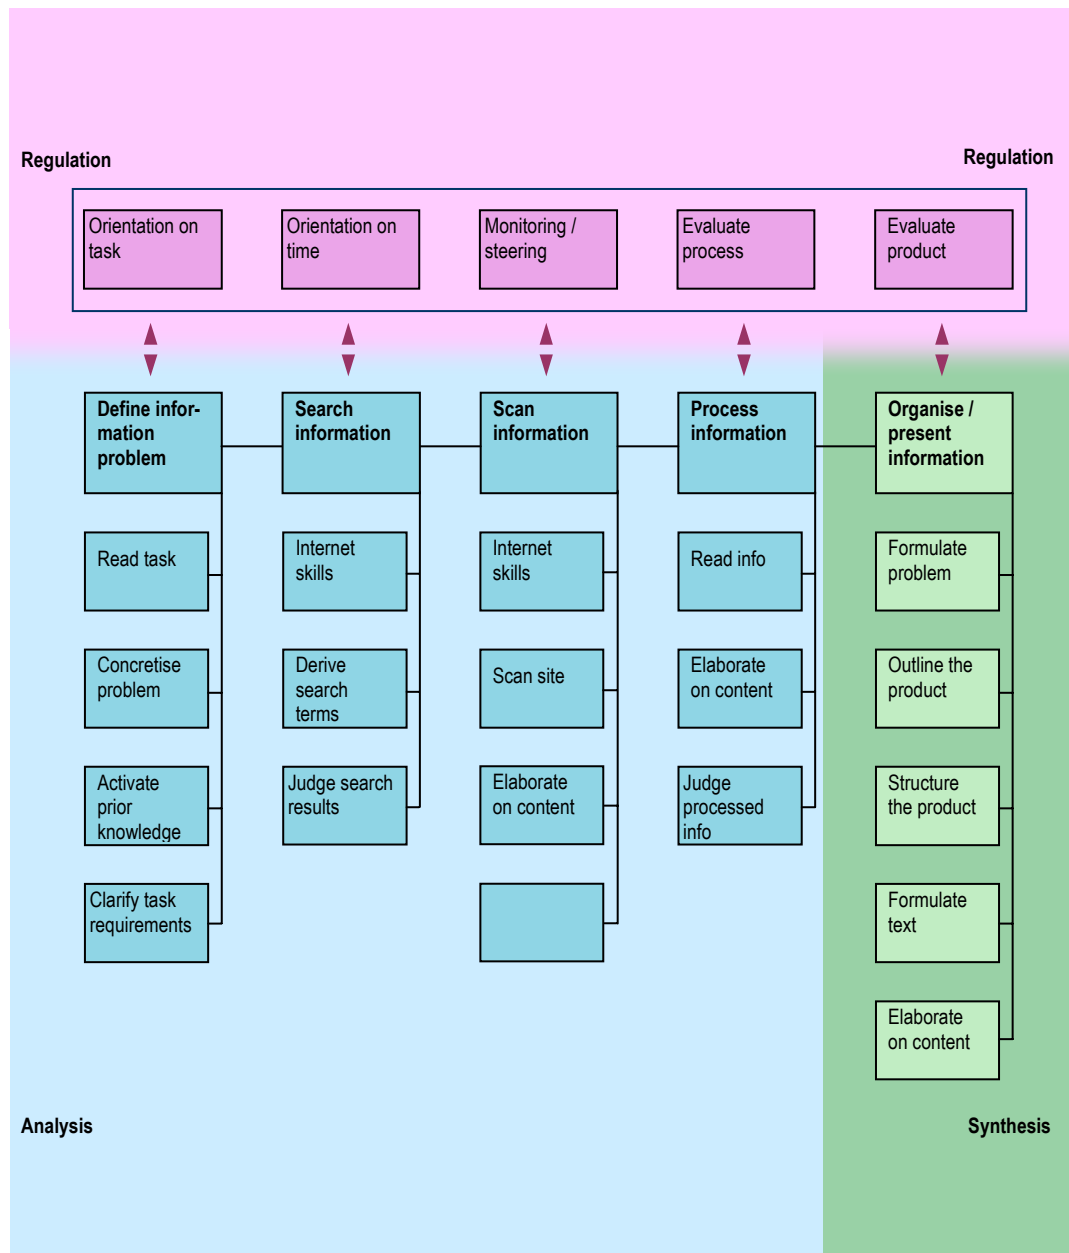 Regulation
Regulation
Orientation on
task
Orientation on
time
Monitoring /
steering
Evaluate
process
Evaluate
product
Define infor-
mation
problem
Search
information
Scan
information
Process
information
Organise /
present
information
Read task
Internet
skills
Internet
skills
Read info
Formulate
problem
Concretise
problem
Derive
search
terms
Scan site
Elaborate
on content
Outline the
product
Activate
prior
knowledge
Judge search
results
Elaborate
on content
Judge
processed
info
Structure
the product
Clarify task
requirements
Formulate
text
Elaborate
on content
Analysis
Synthesis